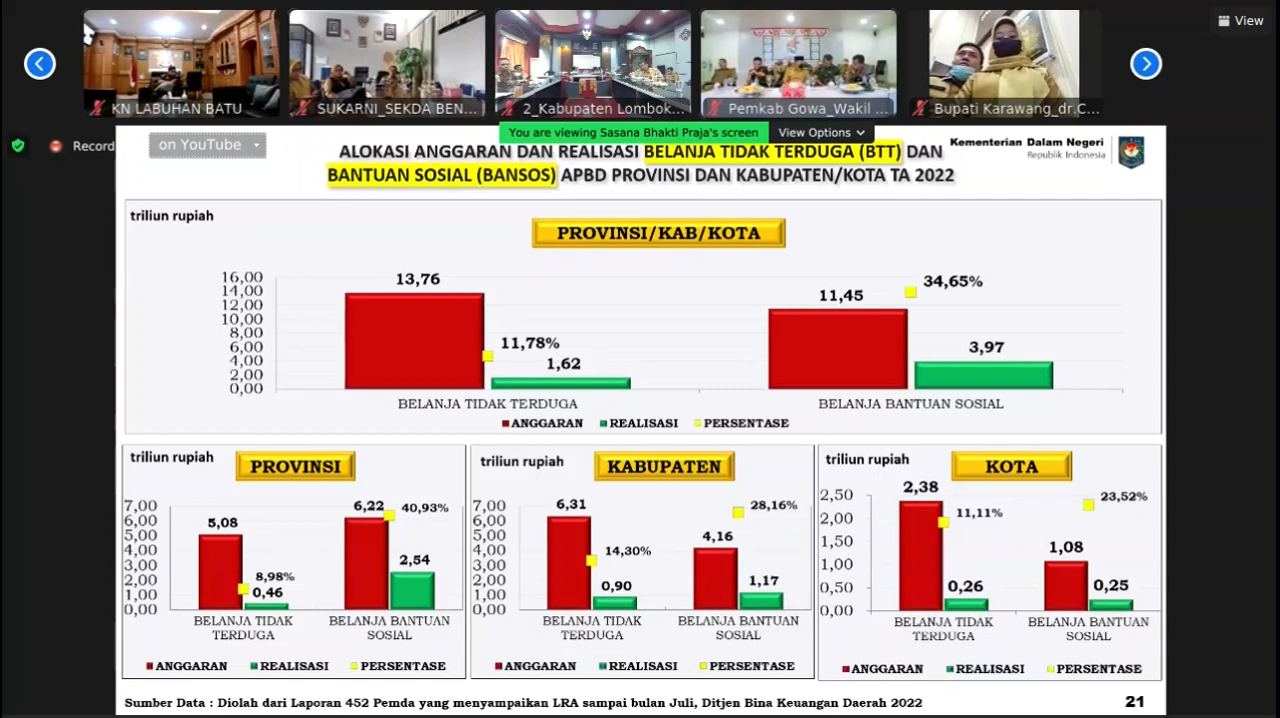 View
KN LABUHAN BATU
SUKARNI_SEKDA BEN...
2_Kabupaten Lombok...
Pemkab Gowa_Wakil ...
Bupati Karawang_dr.C...
You are viewing Sasana Bhakti Praja's screen
View Options
Record
on YouTube
ALOKASI ANGGARAN DAN REALISASI BELANJA TIDAK TERDUGA (BTT) DAN
BANTUAN SOSIAL (BANSOS) APBD PROVINSI DAN KABUPATEN/KOTA TA 2022
Kementerian Dalam Negeri
Republik Indonesia
triliun rupiah
PROVINSI/KAB/KOTA
16,00
14,00
12,00
10,00
8,00
6,00
4,00
2,00
0,00
13,76
11,78%
1,62
11,45
34,65%
3,97
BELANJA TIDAK TERDUGA
BELANJA BANTUAN SOSIAL
ANGGARAN REALISASI PERSENTASE
triliun rupiah
PROVINSI
7,00
6,00
5,00
4,00
3,00
2,00
1,00
0,00
5,08
8,98%
0,46
6,22
40,93%
2,54
BELANJA TIDAK
TERDUGA
BELANJA BANTUAN
SOSIAL
ANGGARAN REALISASI PERSENTASE
triliun rupiah
KABUPATEN
7,00
6,00
5,00
4,00
3,00
2,00
1,00
0,00
6,31
14,30%
0,90
4,16
28,16%
1,17
BELANJA TIDAK
TERDUGA
BELANJA BANTUAN
SOSIAL
ANGGARAN REALISASI PERSENTASE
triliun rupiah
KOTA
2,50
2,00
1,50
1,00
0,50
0,00
2,38
11,11%
0,26
1,08
23,52%
0,25
BELANJA TIDAK
TERDUGA
BELANJA BANTUAN
SOSIAL
ANGGARAN REALISASI PERSENTASE
Sumber Data : Diolah dari Laporan 452 Pemda yang menyampaikan LRA sampai bulan Juli, Ditjen Bina Keuangan Daerah 2022
21